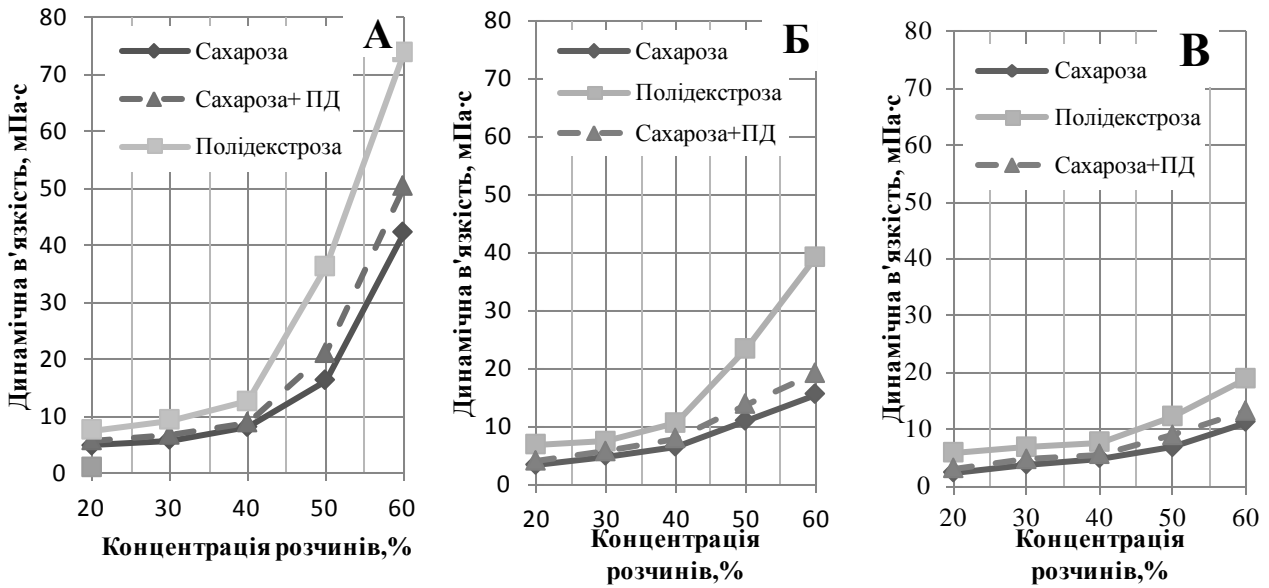 А
Сахароза
Сахароза+ ПД
Полідекстроза
Динамічна в'язкість, мПа·с
80
70
60
50
40
30
20
10
0
20 30 40 50 60
Концентрація розчинів,%
Б
Сахароза
Полідекстроза
Сахароза+ПД
Динамічна в'язкість, мПа·с
80
70
60
50
40
30
20
10
0
20 30 40 50 60
Концентрація
розчинів,%
В
Сахароза
Полідекстроза
Сахароза+ПД
Динамічна в'язкість, мПа·с
80
70
60
50
40
30
20
10
0
20 30 40 50 60
Концентрація
розчинів,%